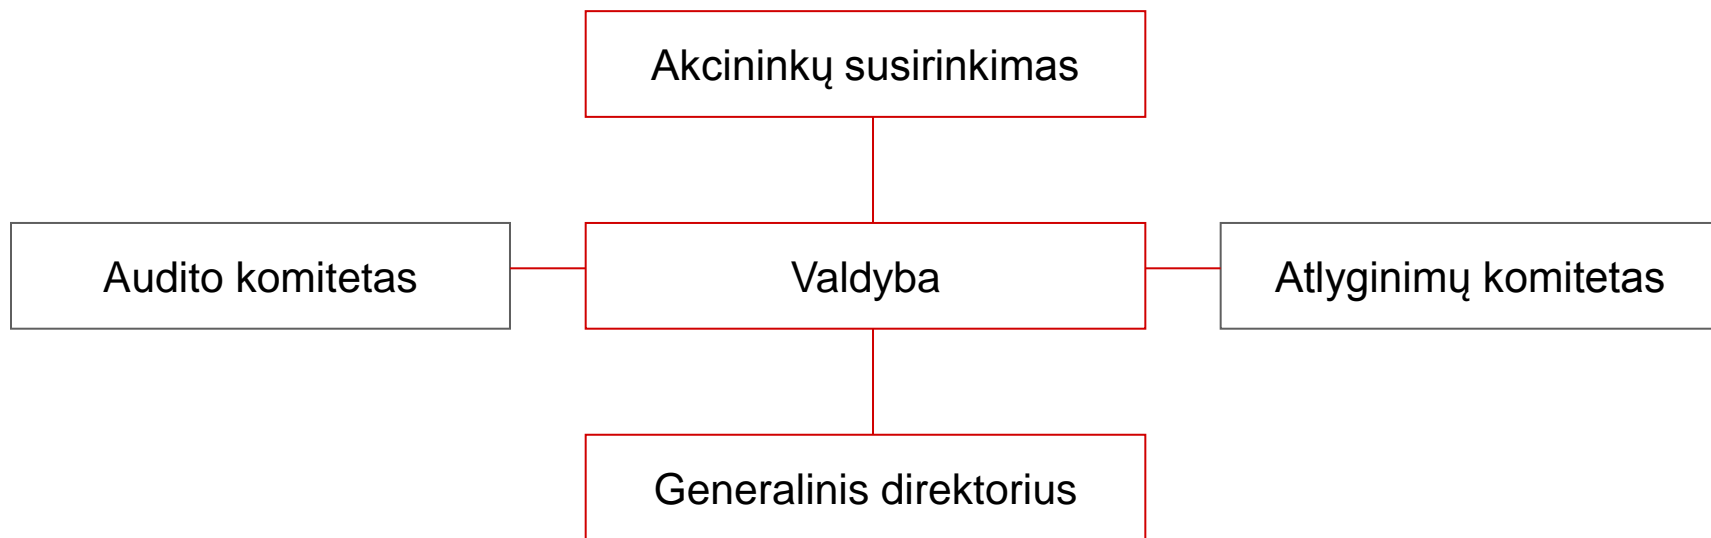 Akcininkų susirinkimas
Audito komitetas
Valdyba
Atlyginimų komitetas
Generalinis direktorius